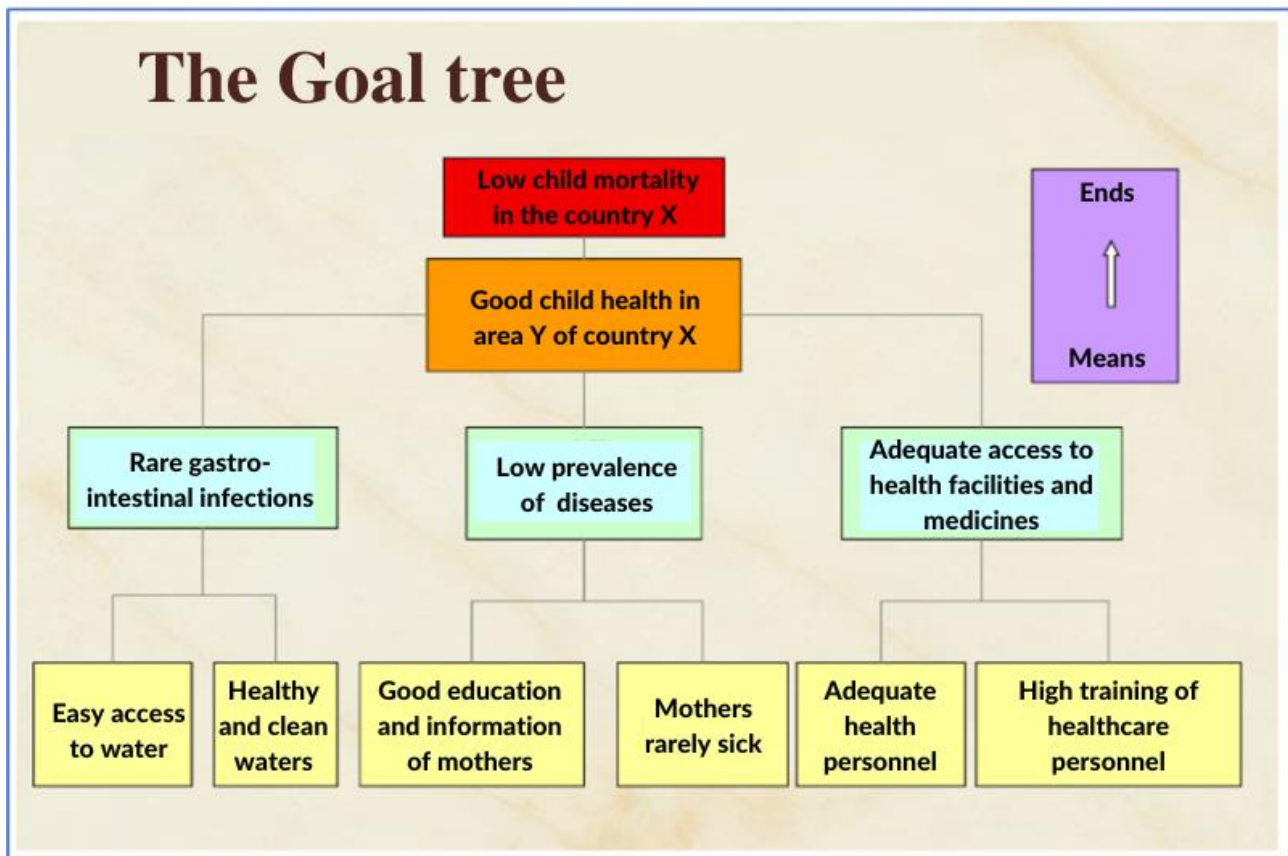 The Goal tree
Low child mortality
in the country X
Ends
Good child health in
area Y of country X
Means
Rare gastro-
intestinal infections
Low prevalence
of diseases
Adequate access to
health facilities and
medicines
Easy access
to water
Healthy
and clean
waters
Good education
and information
of mothers
Mothers
rarely sick
Adequate
health
personnel
High training of
healthcare
personnel